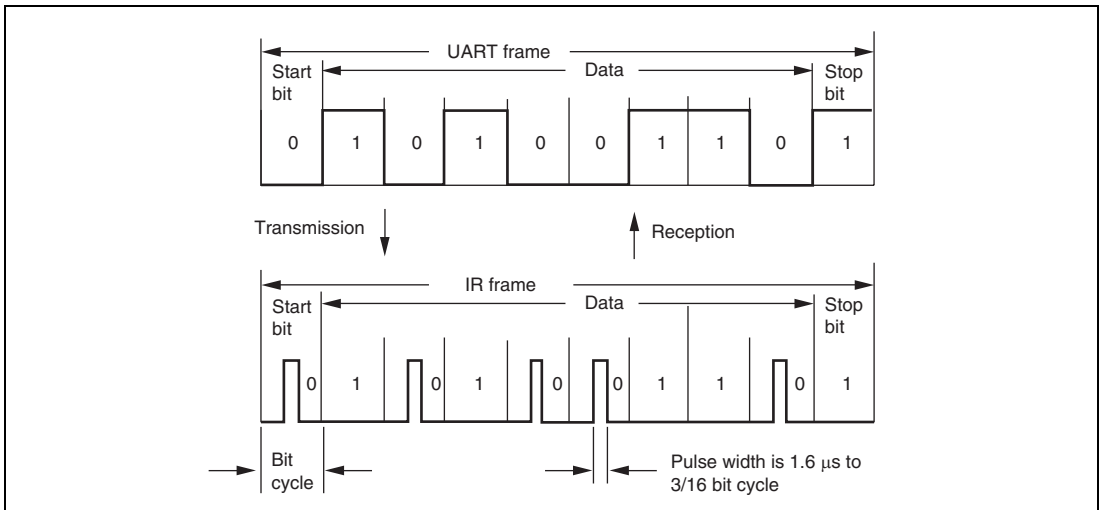 UART frame
Start bit
Data
Stop bit
0 1 0 1 0 0 1 1 0 1
Transmission
Reception
IR frame
Start bit
Data
Stop bit
0 1 0 1 0 0 1 1 0 1
Bit cycle
Pulse width is 1.6 μs to
3/16 bit cycle